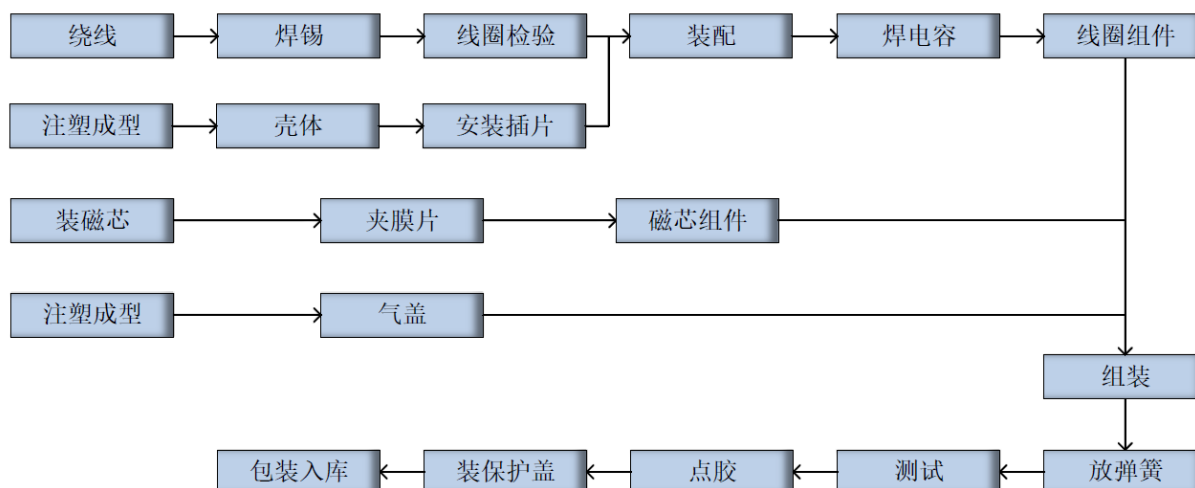 绕线
焊锡
线圈检验
装配
焊电容
线圈组件
注塑成型
壳体
安装插片
装磁芯
夹膜片
磁芯组件
注塑成型
气盖
组装
包装入库
装保护盖
点胶
测试
放弹簧